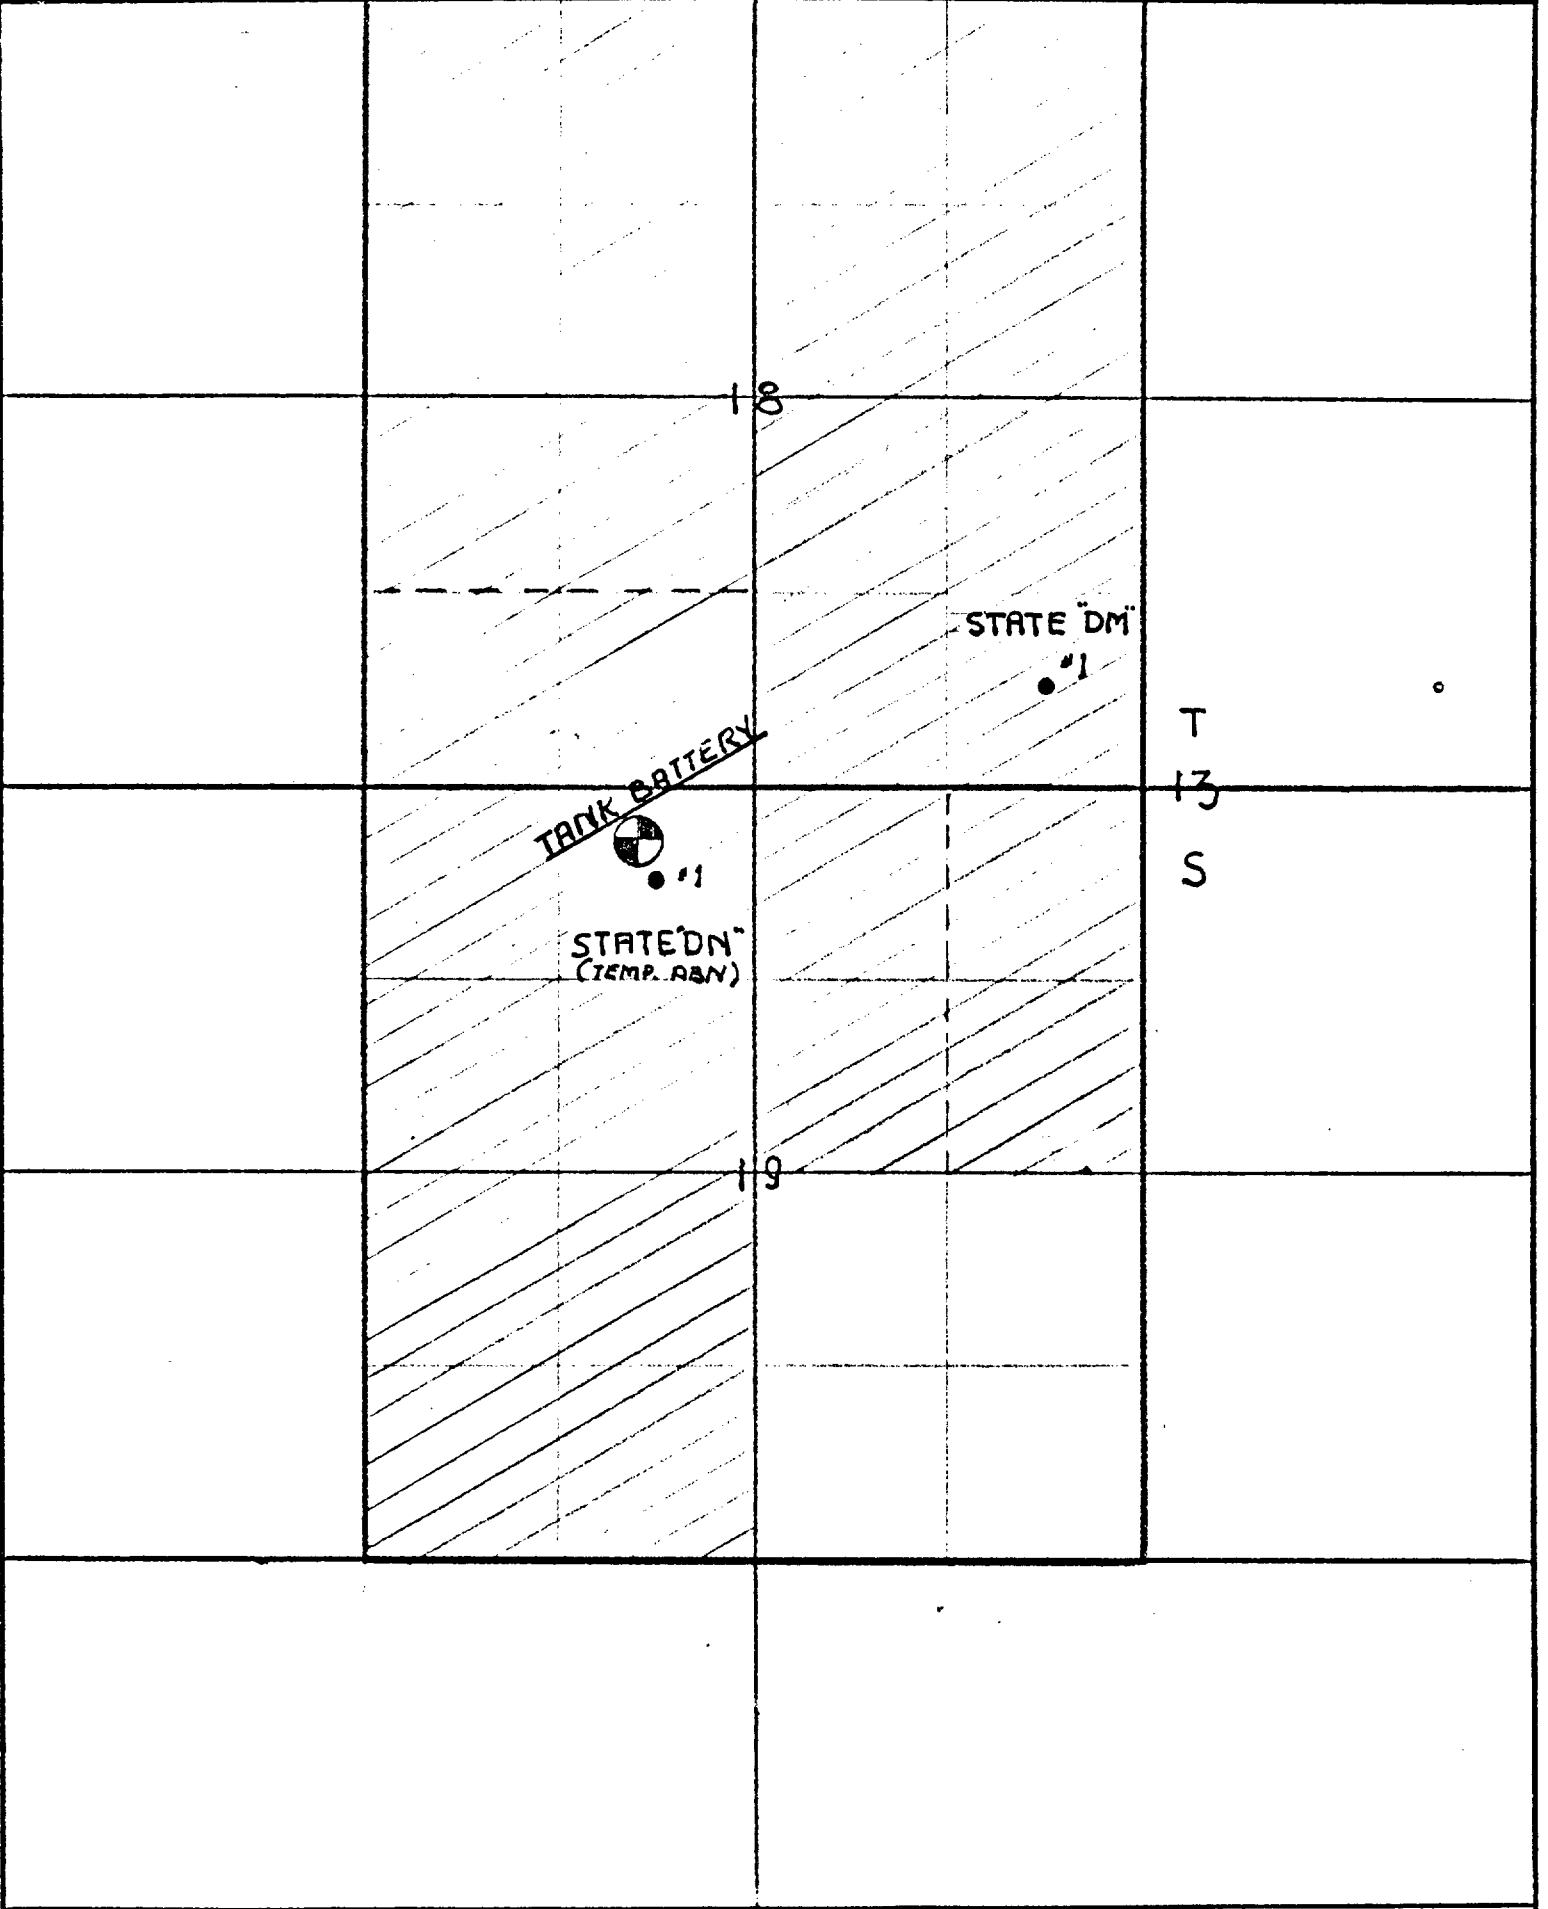 18
STATE "DM"
#1
T
13
S
TANK BATTERY
#1
STATE "DN"
(TEMP. ABN)
19